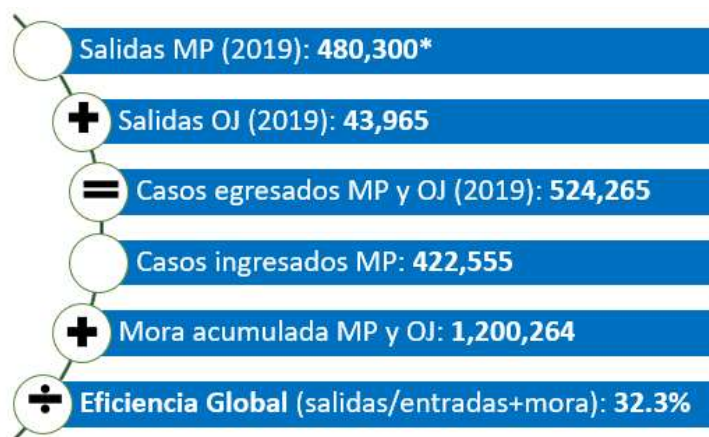 Salidas MP (2019): 480,300*
+ Salidas OJ (2019): 43,965
= Casos egresados MP y OJ (2019): 524,265
Casos ingresados MP: 422,555
+ Mora acumulada MP y OJ: 1,200,264
÷ Eficiencia Global (salidas/entradas+mora): 32.3%